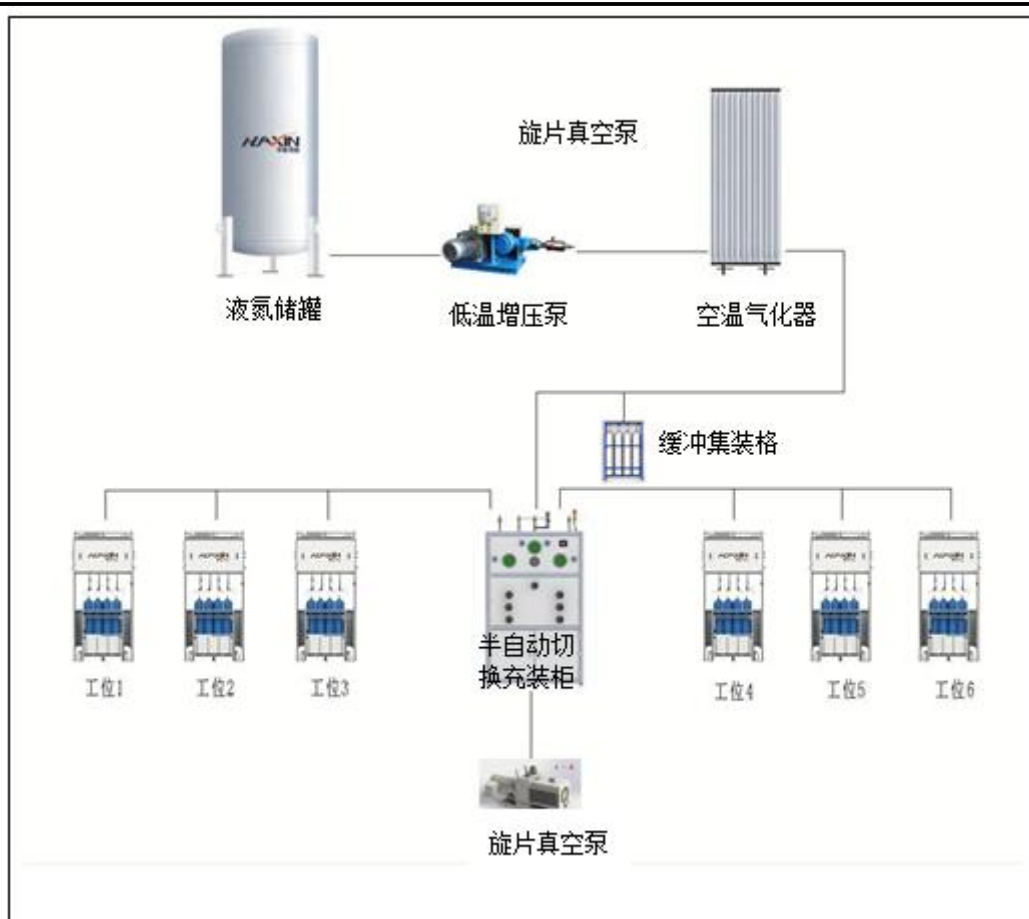 HAXIN
旋片真空泵
液氮储罐
低温增压泵
空温气化器
缓冲集装格
半自动切
换充装柜
工位1
工位2
工位3
工位4
工位5
工位6
旋片真空泵